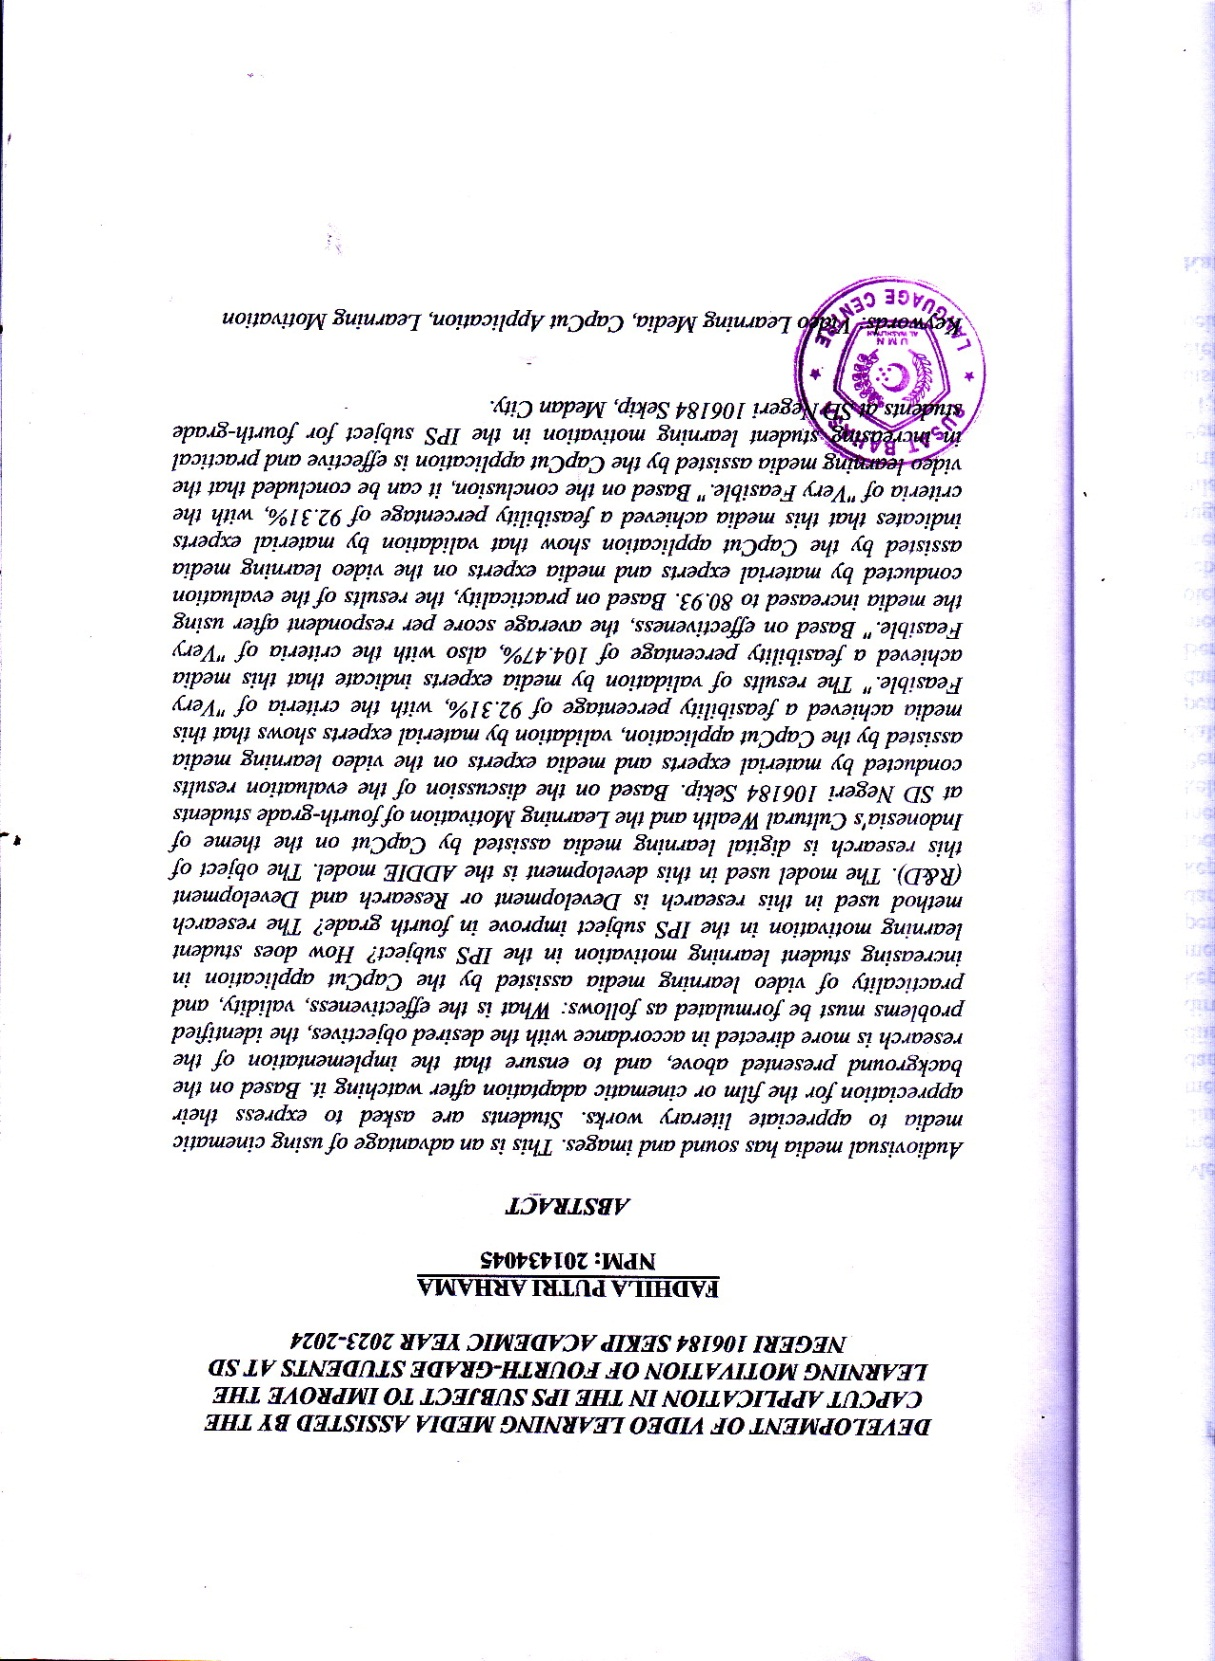 DEVELOPMENT OF VIDEO LEARNING MEDIA ASSISTED BY THE
CAPCUT APPLICATION IN THE IPS SUBJECT TO IMPROVE THE
LEARNING MOTIVATION OF FOURTH-GRADE STUDENTS AT SD
NEGERI 106184 SEKIP ACADEMIC YEAR 2023-2024
FADHILA PUTRI ARHAMA
NPM: 201434045
ABSTRACT
Audiovisual media has sound and images. This is an advantage of using cinematic
media to appreciate literary works. Students are asked to express their
appreciation for the film or cinematic adaptation after watching it. Based on the
background presented above, and to ensure that the implementation of the
research is more directed in accordance with the desired objectives, the identified
problems must be formulated as follows: What is the effectiveness, validity, and
practicality of video learning media assisted by the CapCut application in
increasing student learning motivation in the IPS subject? How does student
learning motivation in the IPS subject improve in fourth grade? The research
method used in this research is Development or Research and Development
(R&D). The model used in this development is the ADDIE model. The object of
this research is digital learning media assisted by CapCut on the theme of
Indonesia's Cultural Wealth and the Learning Motivation of fourth-grade students
at SD Negeri 106184 Sekip. Based on the discussion of the evaluation results
conducted by material experts and media experts on the video learning media
assisted by the CapCut application, validation by material experts shows that this
media achieved a feasibility percentage of 92.31%, with the criteria of "Very
Feasible." The results of validation by media experts indicate that this media
achieved a feasibility percentage of 104.47%, also with the criteria of "Very
Feasible." Based on effectiveness, the average score per respondent after using
the media increased to 80.93. Based on practicality, the results of the evaluation
conducted by material experts and media experts on the video learning media
assisted by the CapCut application show that validation by material experts
indicates that this media achieved a feasibility percentage of 92.31%, with the
criteria of "Very Feasible." Based on the conclusion, it can be concluded that the
video learning media assisted by the CapCut application is effective and practical
in increasing student learning motivation in the IPS subject for fourth-grade
students at SD Negeri 106184 Sekip, Medan City.
Keywords: Video Learning Media, CapCut Application, Learning Motivation
PUSAT BAHASA
UMN
AL WASHLIYAH
LANGUAGE CENTRE